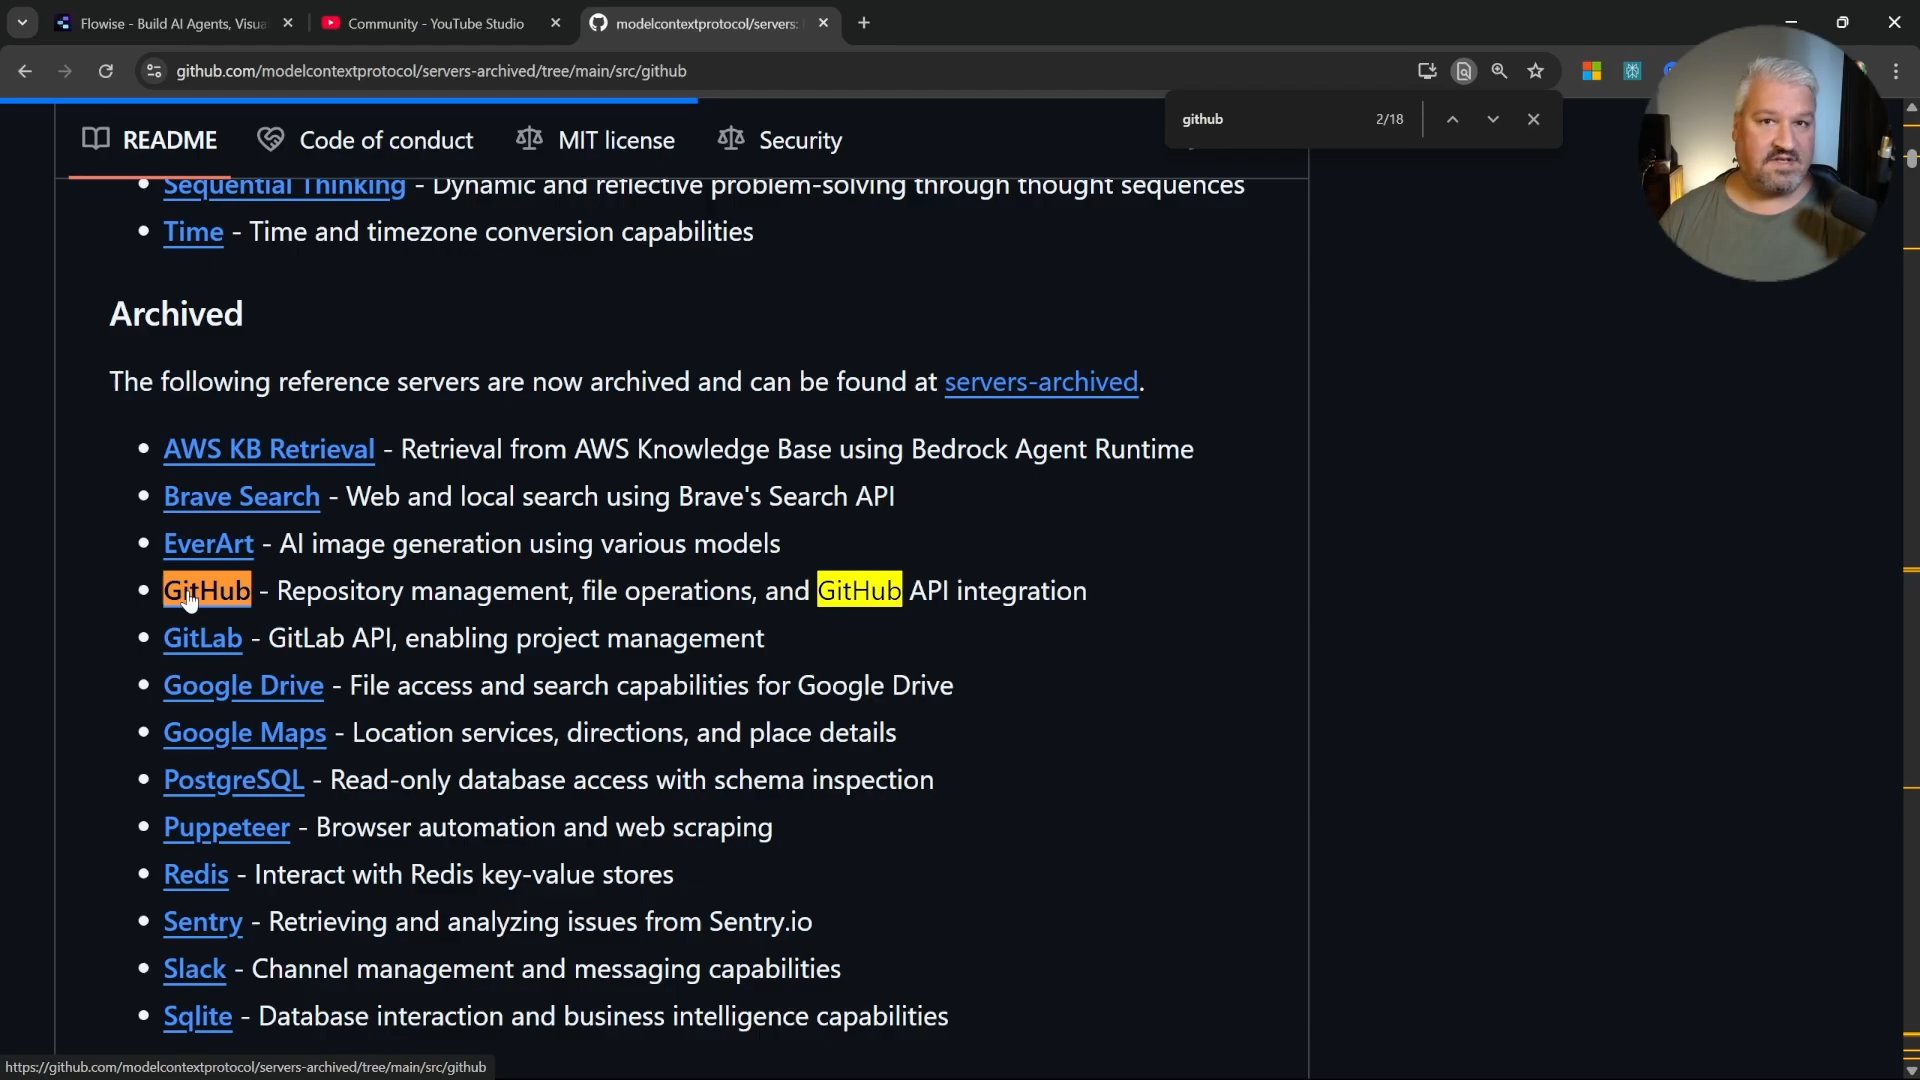 Flowise - Build AI Agents, Visua
Community - YouTube Studio
modelcontextprotocol/servers:
github.com/modelcontextprotocol/servers-archived/tree/main/src/github
github
2/18
README
Code of conduct
MIT license
Security
Sequential Thinking - Dynamic and reflective problem-solving through thought sequences
Time - Time and timezone conversion capabilities
Archived
The following reference servers are now archived and can be found at servers-archived.
AWS KB Retrieval - Retrieval from AWS Knowledge Base using Bedrock Agent Runtime
Brave Search - Web and local search using Brave's Search API
EverArt - AI image generation using various models
GitHub - Repository management, file operations, and GitHub API integration
GitLab - GitLab API, enabling project management
Google Drive - File access and search capabilities for Google Drive
Google Maps - Location services, directions, and place details
PostgreSQL - Read-only database access with schema inspection
Puppeteer - Browser automation and web scraping
Redis - Interact with Redis key-value stores
Sentry - Retrieving and analyzing issues from Sentry.io
Slack - Channel management and messaging capabilities
Sqlite - Database interaction and business intelligence capabilities
https://github.com/modelcontextprotocol/servers-archived/tree/main/src/github